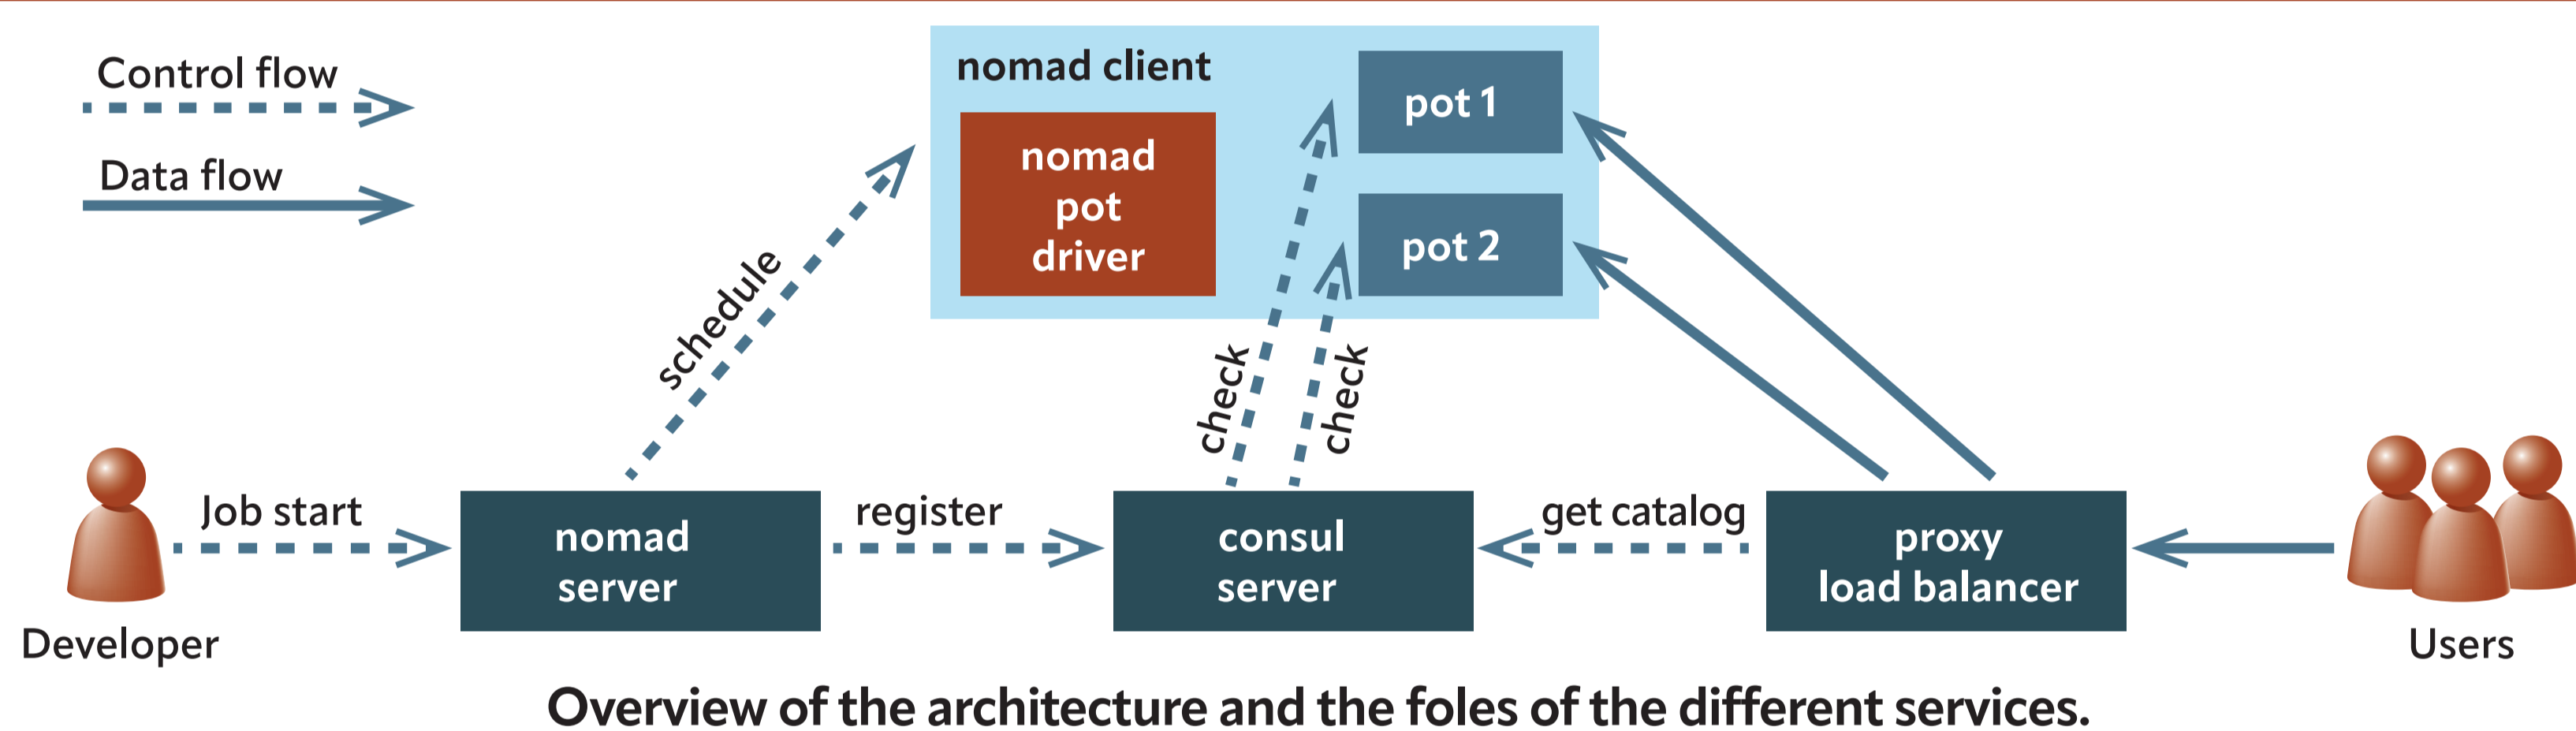 Control flow
Data flow
nomad client
nomad
pot
driver
pot 1
pot 2
schedule
check
check
Job start
nomad
server
register
consul
server
get catalog
proxy
load balancer
Developer
Users
Overview of the architecture and the foles of the different services.